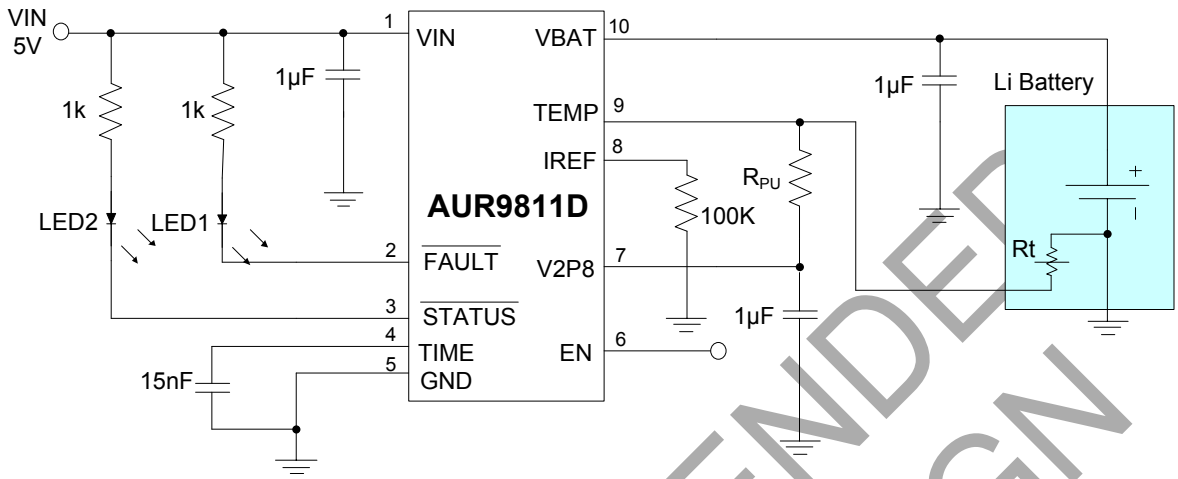 VIN
5V
1k
1k
1µF
LED2
LED1
1
VIN
2
FAULT
3
STATUS
4
TIME
5
GND
AUR9811D
VBAT
10
TEMP
9
IREF
8
V2P8
7
EN
6
15nF
100K
RPU
1µF
1µF
Li Battery
+
Rt